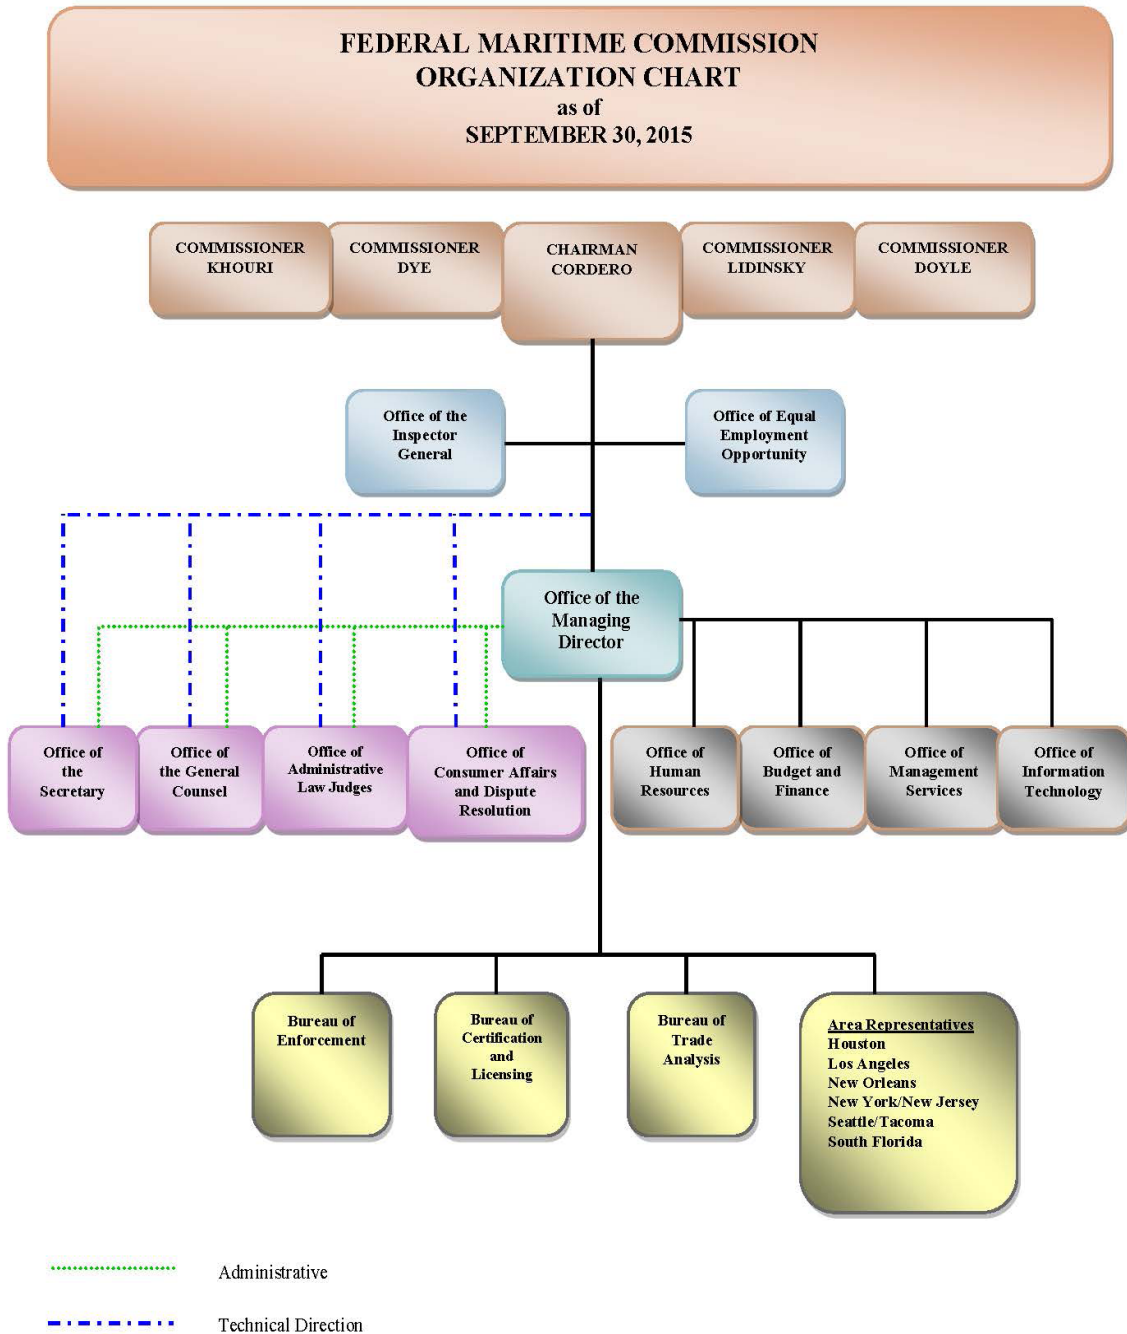 FEDERAL MARITIME COMMISSION
ORGANIZATION CHART
as of
SEPTEMBER 30, 2015
COMMISSIONER
KHOURI
COMMISSIONER
DYE
CHAIRMAN
CORDERO
COMMISSIONER
LIDINSKY
COMMISSIONER
DOYLE
Office of the
Inspector
General
Office of Equal
Employment
Opportunity
Office of the
Managing
Director
Office of
the
Secretary
Office of
the General
Counsel
Office of
Administrative
Law Judges
Office of
Consumer Affairs
and Dispute
Resolution
Office of
Human
Resources
Office of
Budget and
Finance
Office of
Management
Services
Office of
Information
Technology
Bureau of
Enforcement
Bureau of
Certification
and
Licensing
Bureau of
Trade
Analysis
Area Representatives
Houston
Los Angeles
New Orleans
New York/New Jersey
Seattle/Tacoma
South Florida
Administrative
Technical Direction